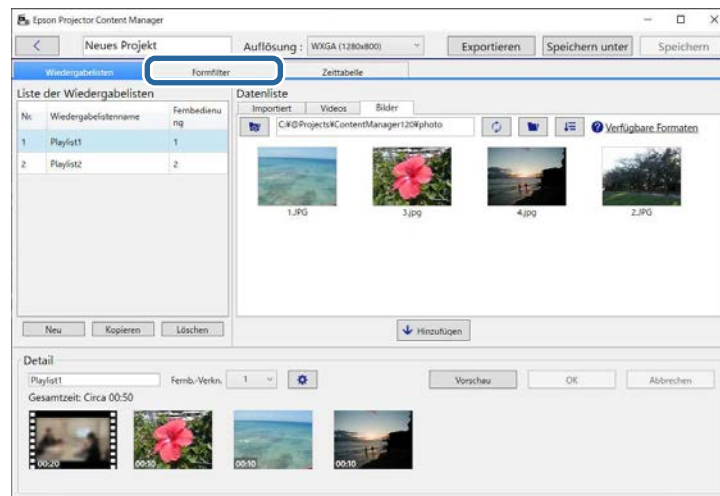 Epson Projector Content Manager
Neues Projekt Auflösung : WXGA (1280x800) Exportieren Speichern unter Speichern
Wiedergabelisten Formfilter Zeittabelle
Liste der Wiedergabelisten Datenliste
Importiert Videos Bilder
Nr. Wiedergabelistenname Fernbedienu
ng
C:¥@Projects¥ContentManager120¥photo Verfügbare Formaten
1 Playlist1 1
2 Playlist2 2
1.JPG 3.jpg 4.jpg 2.JPG
Neu Kopieren Löschen Hinzufügen
Detail
Playlist1 Fernb.-Verkn. 1 Vorschau OK Abbrechen
Gesamtzeit: Circa 00:50
00:20 00:10 00:10 00:10